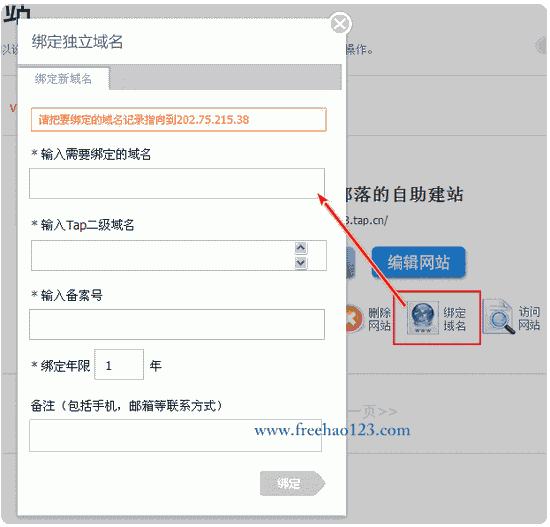 站
绑定独立域名
以设
操作。
绑定新域名
V
请把要绑定的域名记录指向到202.75.215.38
* 输入需要绑定的域名
部落的自助建站
3.tap.cn/
* 输入Tap二级域名
编辑网站
* 输入备案号
删除
网站
绑定
域名
访问
网站
* 绑定年限 1 年
备注（包括手机，邮箱等联系方式）
一页>>
www.freehao123.com
绑定